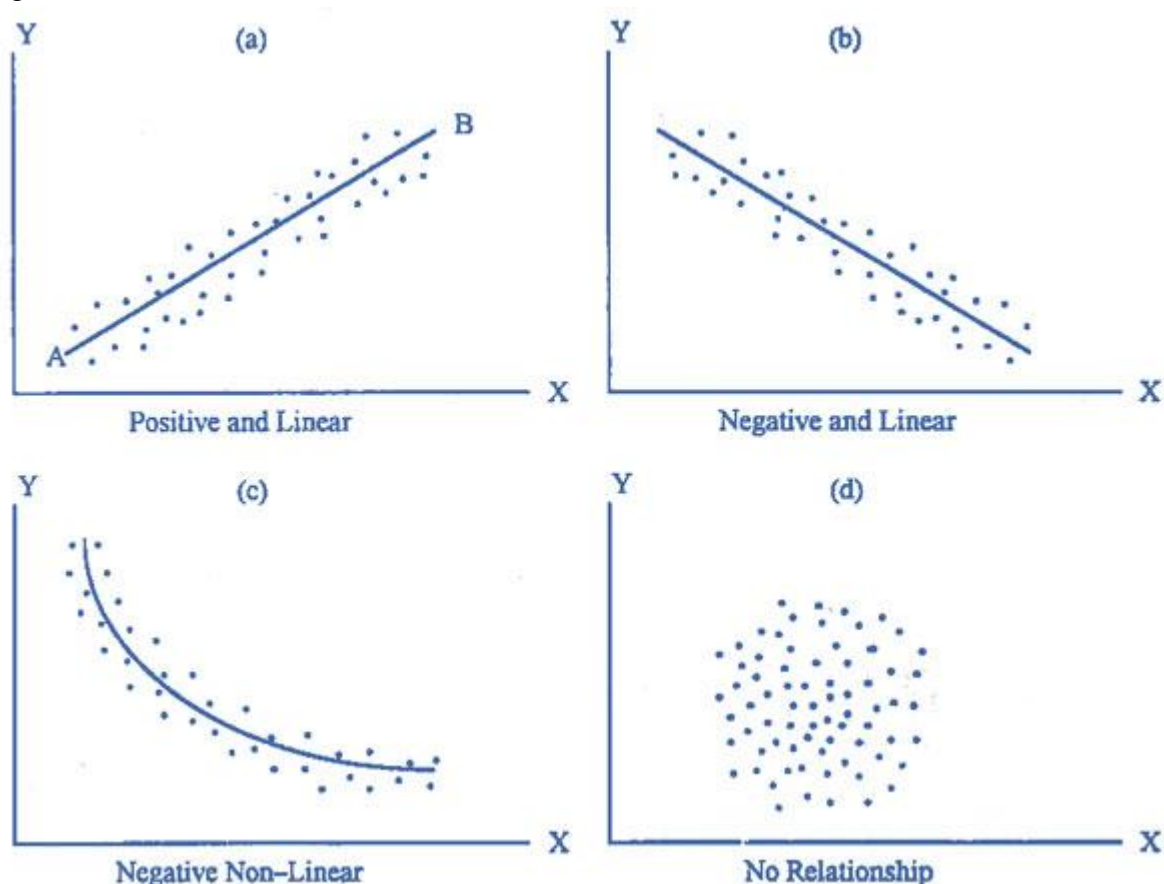 Y
(a)
B
A
X
Positive and Linear
Y
(b)
X
Negative and Linear
Y
(c)
X
Negative Non–Linear
Y
(d)
X
No Relationship